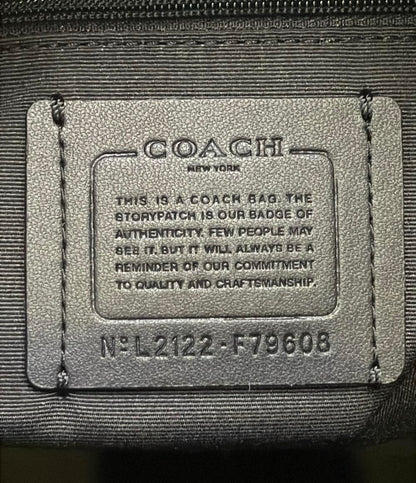 COACH
NEW YORK
THIS IS A COACH BAG. THE
STORYPATCH IS OUR BADGE OF
AUTHENTICITY. FEW PEOPLE MAY
SEE IT. BUT IT WILL ALWAYS BE A
REMINDER OF OUR COMMITMENT
TO QUALITY AND CRAFTSMANSHIP.
Nº L2122-F79608